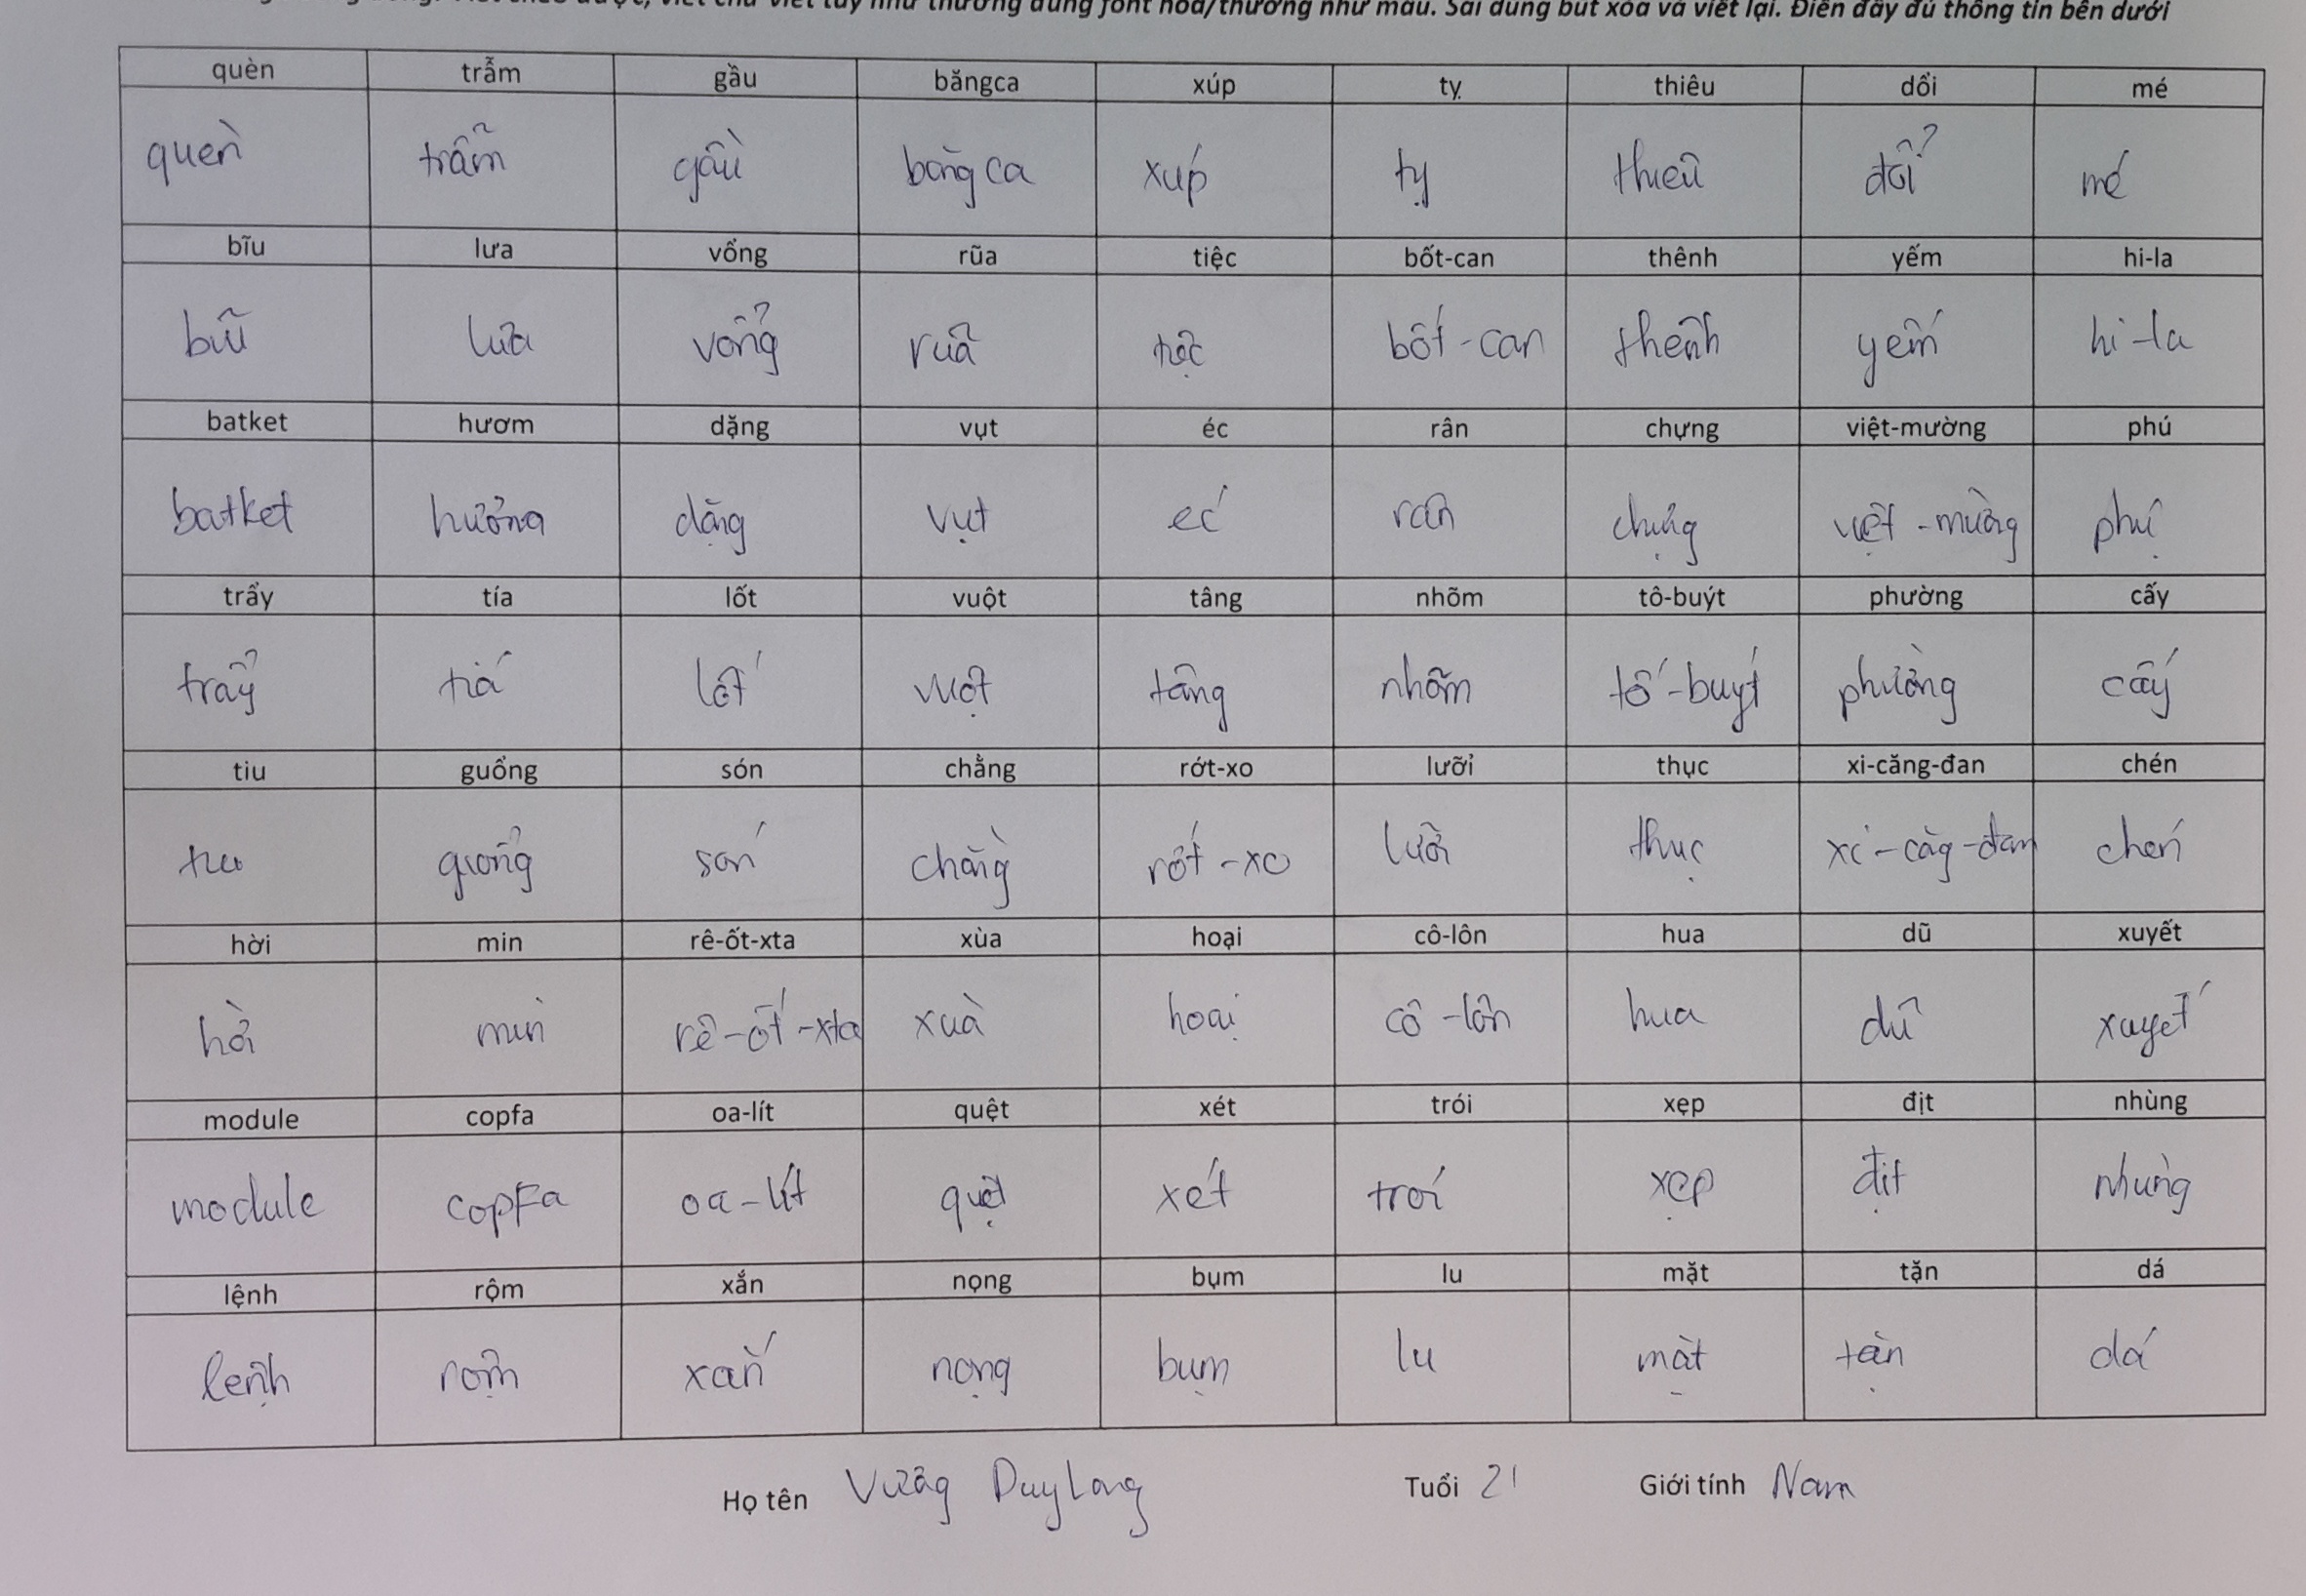 viết chữ viết tay như thường dùng font hoa/thường như mẫu. Sai dùng bút xóa và viết lại. Điền đầy đủ thông tin bên dưới
quèn trẫm gầu băngca xúp tỵ thiêu dổi mé
quèn trẫm gầu băng ca xúp tỵ thiêu đổi mé
bĩu lưa vổng rũa tiệc bốt-can thênh yếm hi-la
bĩu lưa vổng rũa tiệc bốt-can thênh yếm hi-la
batket hươm dặng vụt éc rân chựng việt-mường phú
batket dặng vụt éc rân chựng việt-mường
trẩy tía lốt vuột tâng nhõm tô-buýt phường cấy
trẩy tía lốt vuột tâng nhõm tố-buýt phường cấy
tiu guổng són chằng rớt-xo lưỡi thục xi-căng-đan chén
tiu guổng són chằng rớt-xo thục xi-căng-đan chén
hời min rê-ốt-xta xùa hoại cô-lôn hua dũ xuyết
hời min rê-ốt-xta xùa hoại cô-lôn hua dũ xuyết
module copfa oa-lít quệt xét trói xẹp địt nhùng
module copFa oa-lít quệt xét trói xẹp địt nhùng
lệnh rộm xắn nọng bụm lu mặt tặn dá
lệnh rộm xắn nọng bụm lu mặt tặn dá
Họ tên Vương Duy Long Tuổi 21 Giới tính Nam